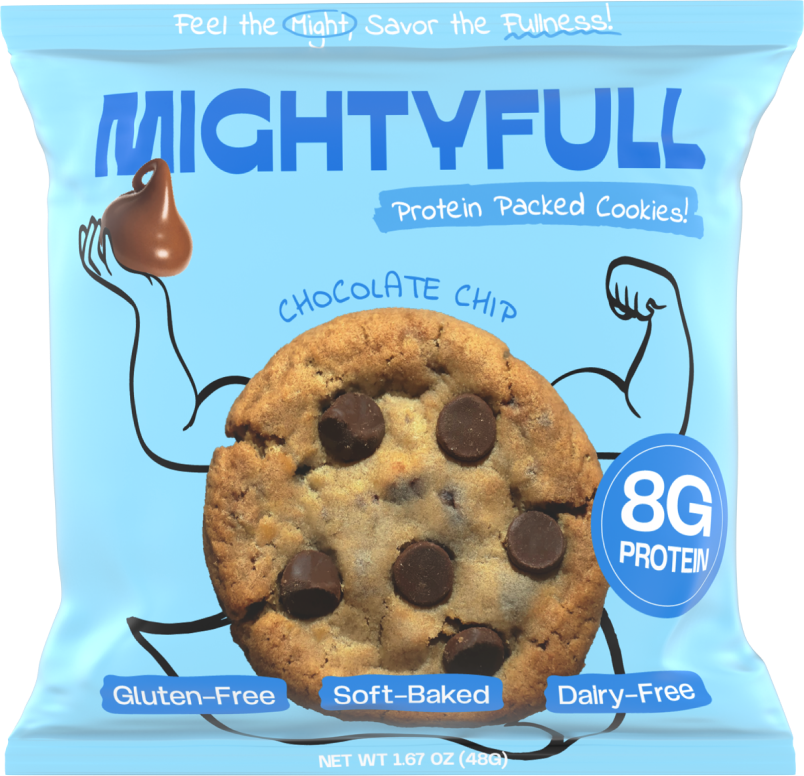 Feel the Might, Savor the Fullness!
MIGHTYFULL
Protein Packed Cookies!
CHOCOLATE CHIP
8G
PROTEIN
Gluten-Free
Soft-Baked
Dairy-Free
NET WT 1.67 OZ (48G)